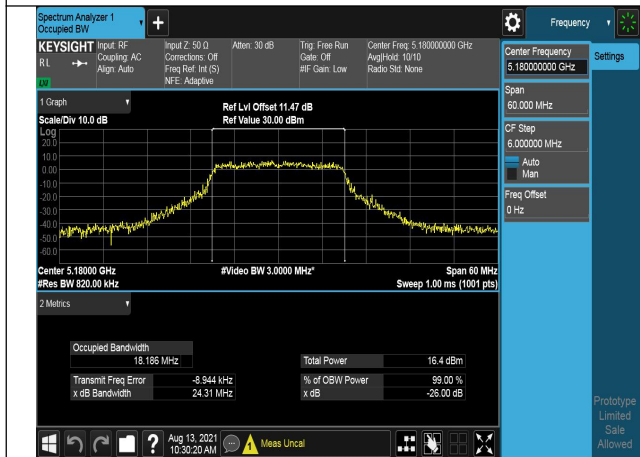 Spectrum Analyzer 1
Occupied BW
Frequency
KEYSIGHT
Input: RF
Coupling: AC
Align: Auto
Input Z: 50 Ω
Corrections: Off
Freq Ref: Int (S)
NFE: Adaptive
Atten: 30 dB
Trig: Free Run
Gate: Off
#IF Gain: Low
Center Freq: 5.180000000 GHz
Avg|Hold: 10/10
Radio Std: None
RL
LXI
Center Frequency
5.180000000 GHz
Settings
Span
60.000 MHz
CF Step
6.000000 MHz
Auto
Man
Freq Offset
0 Hz
1 Graph
Scale/Div 10.0 dB
Ref Lvl Offset 11.47 dB
Ref Value 30.00 dBm
Log
20.0
10.0
0.00
-10.0
-20.0
-30.0
-40.0
-50.0
-60.0
Center 5.18000 GHz
#Video BW 3.0000 MHz*
Span 60 MHz
#Res BW 820.00 kHz
Sweep 1.00 ms (1001 pts)
2 Metrics
Occupied Bandwidth
18.186 MHz
Total Power 16.4 dBm
Transmit Freq Error -8.944 kHz
% of OBW Power 99.00 %
x dB Bandwidth 24.31 MHz
x dB -26.00 dB
Prototype
Limited
Sale
Allowed
?
Aug 13, 2021
10:30:20 AM
Meas Uncal